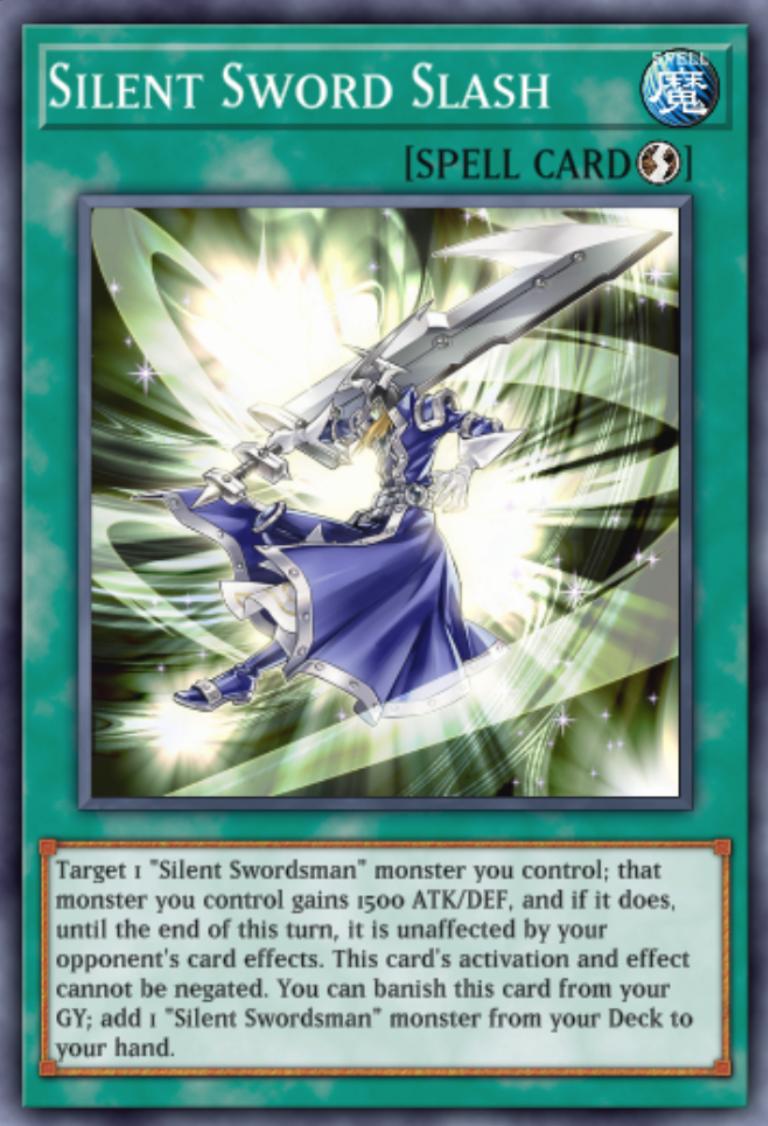 SILENT SWORD SLASH
SPELL
魔
[SPELL CARD]
Target 1 "Silent Swordsman" monster you control; that
monster you control gains 1500 ATK/DEF, and if it does,
until the end of this turn, it is unaffected by your
opponent's card effects. This card's activation and effect
cannot be negated. You can banish this card from your
GY; add 1 "Silent Swordsman" monster from your Deck to
your hand.